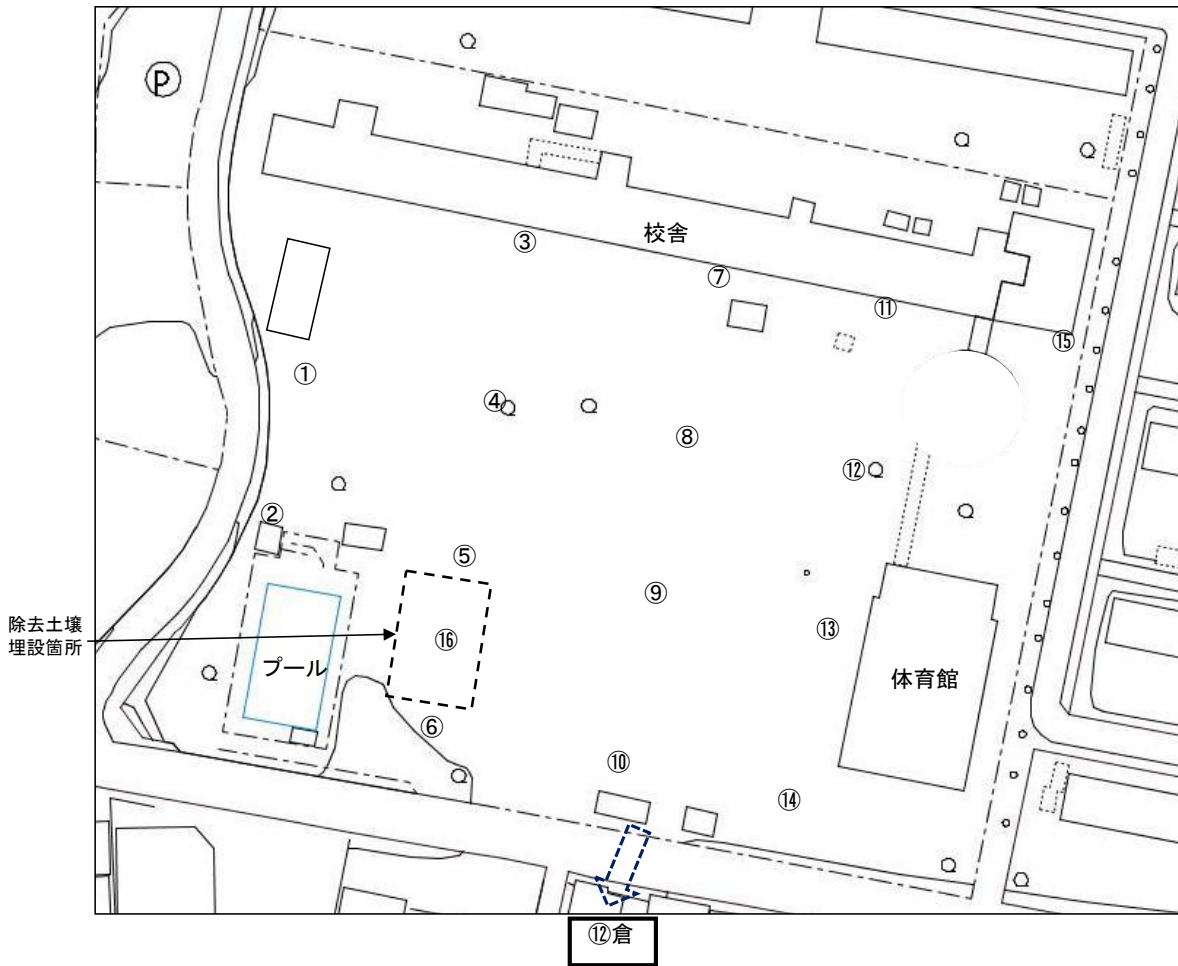 P
校舎
③
⑦
⑪
⑮
①
④
⑧
⑫
②
⑤
⑨
除去土壌
埋設箇所
⑯
⑬
プール
体育館
⑥
⑩
⑭
⑫倉